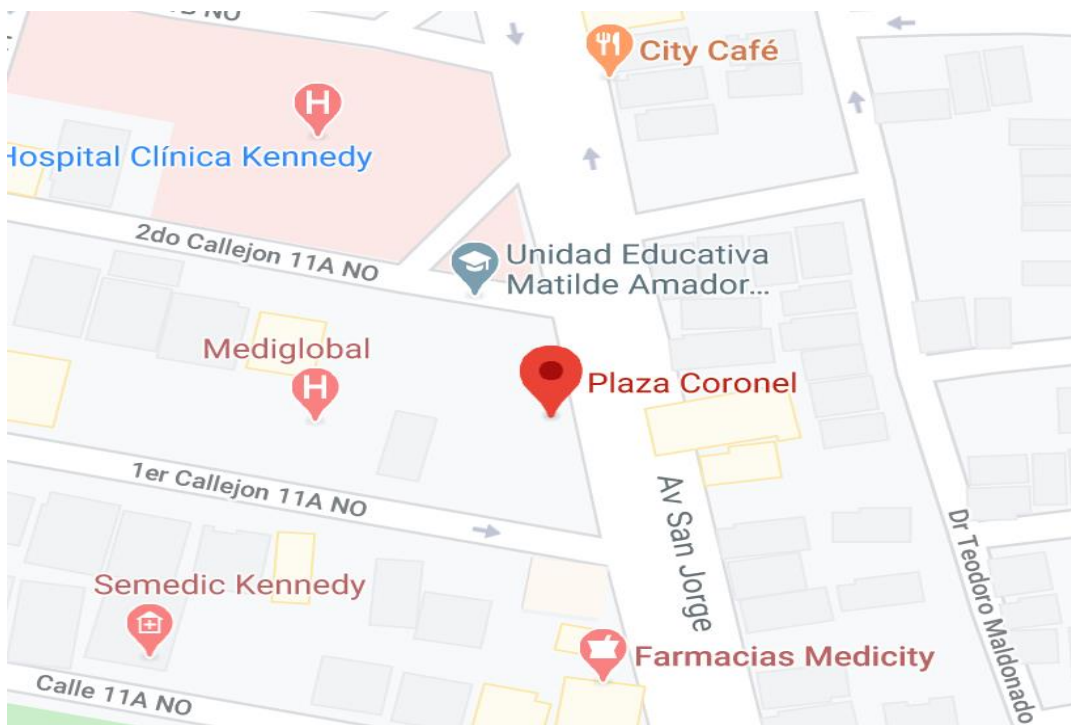 City Café
H
Hospital Clínica Kennedy
2do Callejon 11A NO
Unidad Educativa
Matilde Amador...
Mediglobal
H
Plaza Coronel
1er Callejon 11A NO
Av San Jorge
Dr Teodoro Maldonado
Semedic Kennedy
Farmacias Medicity
Calle 11A NO